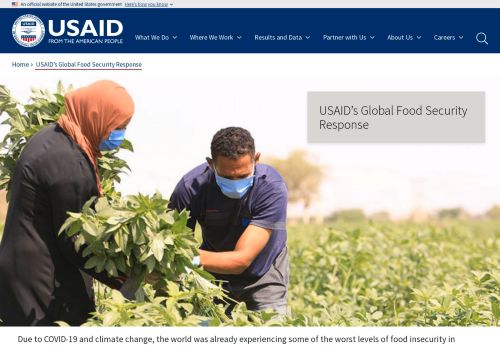 An official website of the United States government Here's how you know
USAID
FROM THE AMERICAN PEOPLE
What We Do
Where We Work
Results and Data
Partner with Us
About Us
Careers
Home › USAID's Global Food Security Response
USAID's Global Food Security
Response
Due to COVID-19 and climate change, the world was already experiencing some of the worst levels of food insecurity in